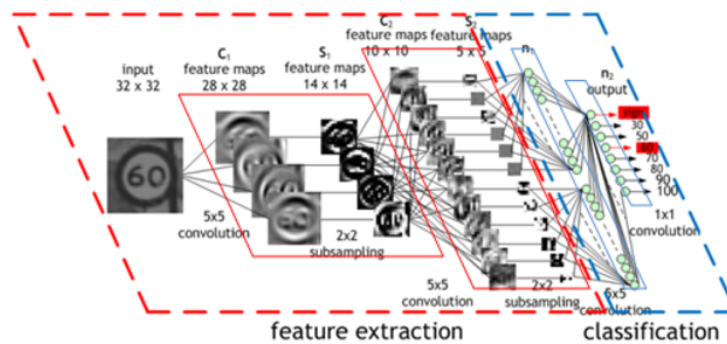 input
32 x 32
C1
feature maps
28 x 28
S1
feature maps
14 x 14
C2
feature maps
10 x 10
S2
feature maps
5 x 5
n1
n2
output
sign
30
50
60
70
80
90
100
60
5x5
convolution
2x2
subsampling
5x5
convolution
2x2
subsampling
convolution
1x1
convolution
feature extraction
classification